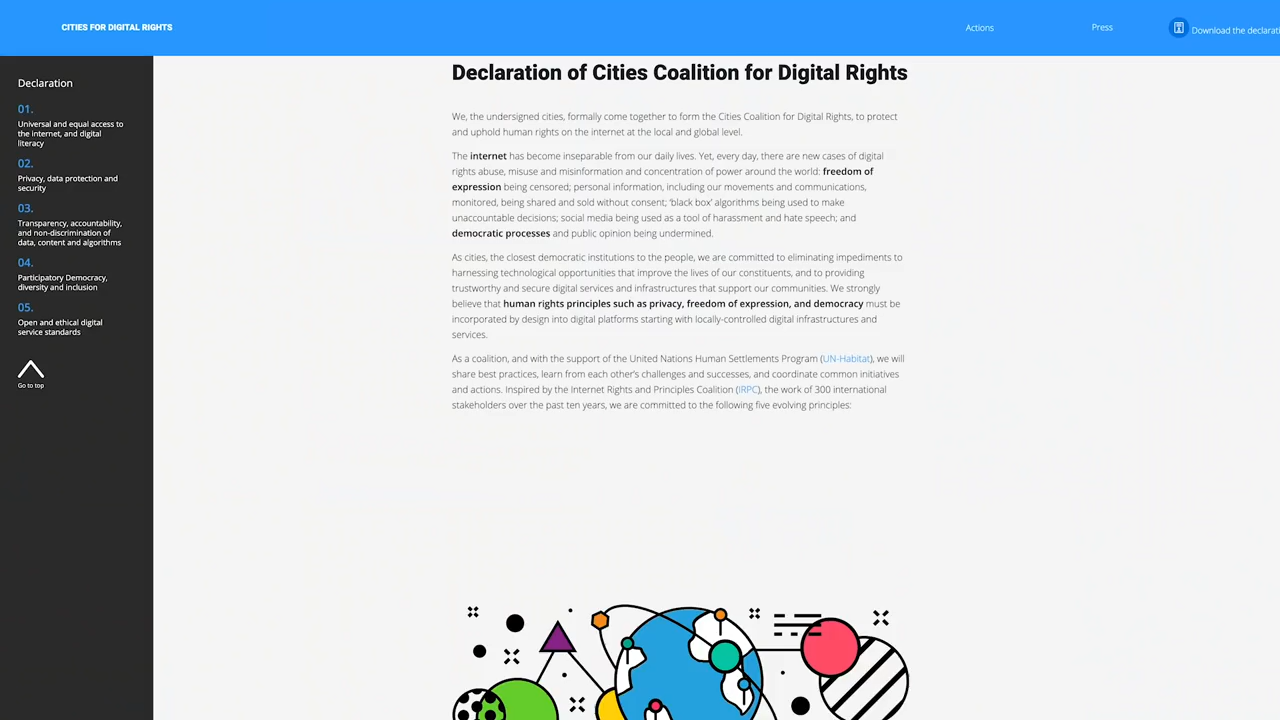 CITIES FOR DIGITAL RIGHTS
Actions
Press
Download the
Declaration
01.
Universal and equal access to
the internet, and digital
literacy
02.
Privacy, data protection and
security
03.
Transparency, accountability,
and non-discrimination of
data, content and algorithms
04.
Participatory Democracy,
diversity and inclusion
05.
Open and ethical digital
service standards
Go to top
Declaration of Cities Coalition for Digital Rights
We, the undersigned cities, formally come together to form the Cities Coalition for Digital Rights, to protect
and uphold human rights on the internet at the local and global level.
The internet has become inseparable from our daily lives. Yet, every day, there are new cases of digital
rights abuse, misuse and misinformation and concentration of power around the world: freedom of
expression being censored; personal information, including our movements and communications,
monitored, being shared and sold without consent; ‘black box’ algorithms being used to make
unaccountable decisions; social media being used as a tool of harassment and hate speech; and
democratic processes and public opinion being undermined.
As cities, the closest democratic institutions to the people, we are committed to eliminating impediments to
harnessing technological opportunities that improve the lives of our constituents, and to providing
trustworthy and secure digital services and infrastructures that support our communities. We strongly
believe that human rights principles such as privacy, freedom of expression, and democracy must be
incorporated by design into digital platforms starting with locally-controlled digital infrastructures and
services.
As a coalition, and with the support of the United Nations Human Settlements Program (UN-Habitat), we will
share best practices, learn from each other's challenges and successes, and coordinate common initiatives
and actions. Inspired by the Internet Rights and Principles Coalition (IRPC), the work of 300 international
stakeholders over the past ten years, we are committed to the following five evolving principles: